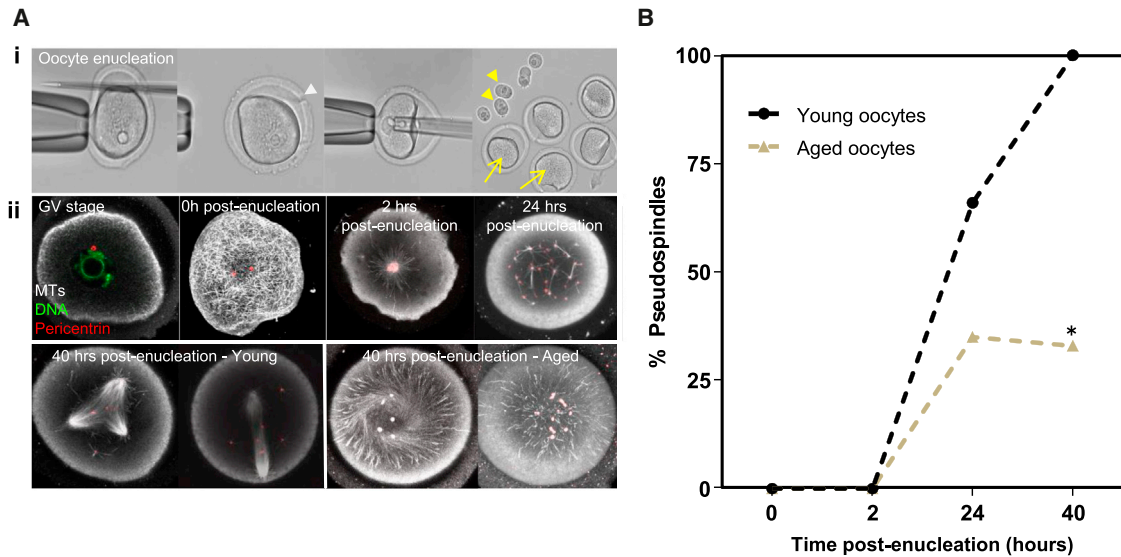 A
i
Oocyte enucleation
ii
GV stage
MTs
DNA
Pericentrin
0h post-enucleation
2 hrs
post-enucleation
24 hrs
post-enucleation
40 hrs post-enucleation - Young
40 hrs post-enucleation - Aged
B
% Pseudospindles
100
75
50
25
0
Young oocytes
Aged oocytes
*
0 2 24 40
Time post-enucleation (hours)